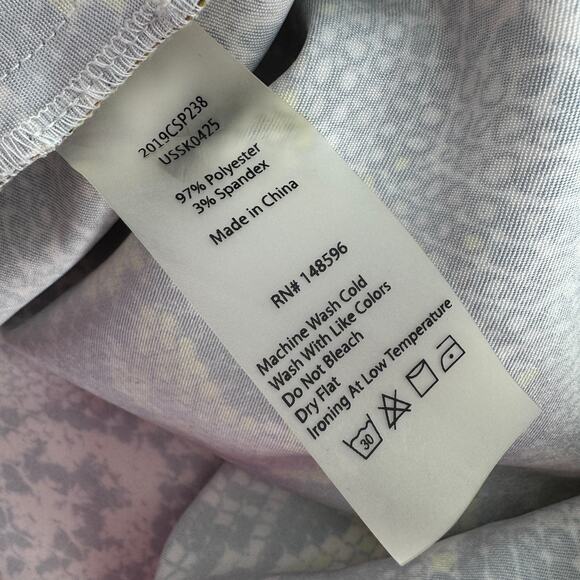 2019CSP238
USSK0425
97% Polyester
3% Spandex
Made in China
RN# 148596
Machine Wash Cold
Wash With Like Colors
Do Not Bleach
Dry Flat
Ironing At Low Temperature
30